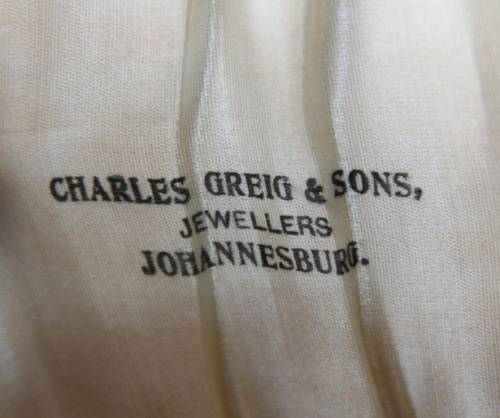 CHARLES GREIG & SONS,
JEWELLERS
JOHANNESBURG.